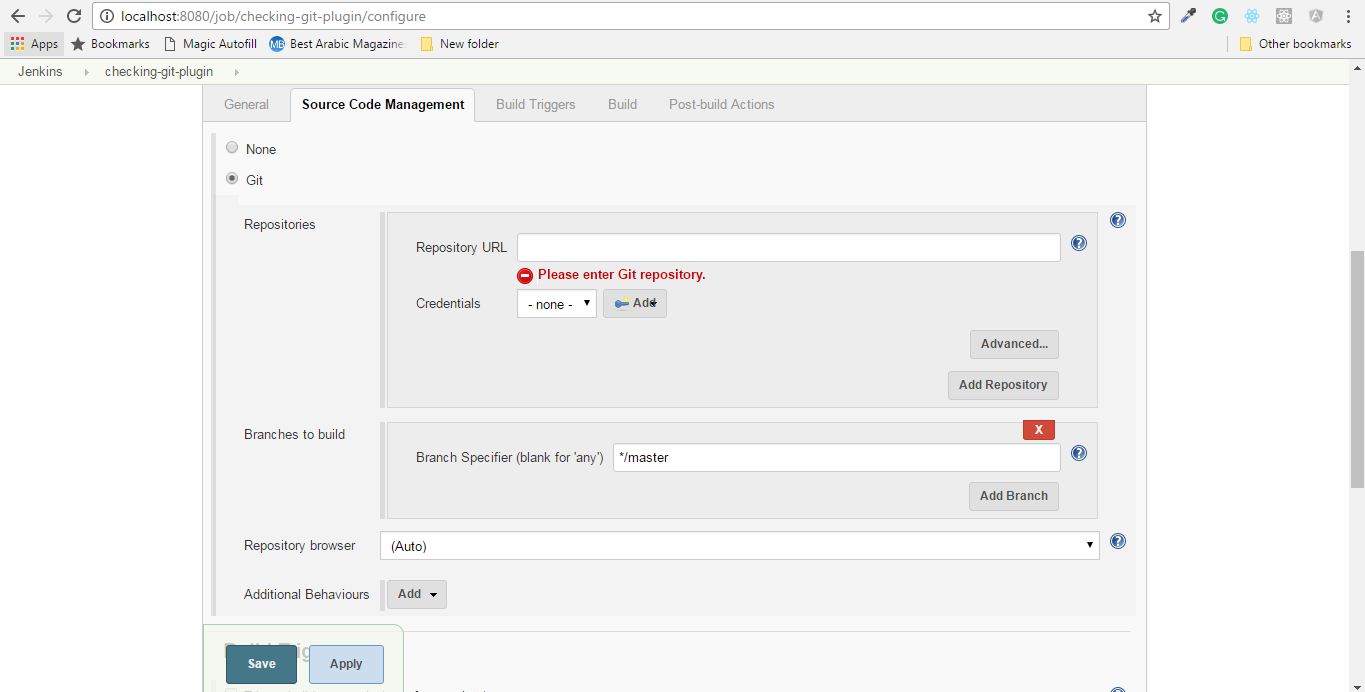 localhost:8080/job/checking-git-plugin/configure
Apps Bookmarks Magic Autofill MB Best Arabic Magazine New folder Other bookmarks
Jenkins checking-git-plugin
General Source Code Management Build Triggers Build Post-build Actions
None
Git
Repositories
Repository URL
Please enter Git repository.
Credentials - none - Add
Advanced...
Add Repository
Branches to build
X
Branch Specifier (blank for 'any') */master
Add Branch
Repository browser (Auto)
Additional Behaviours Add
Save Apply